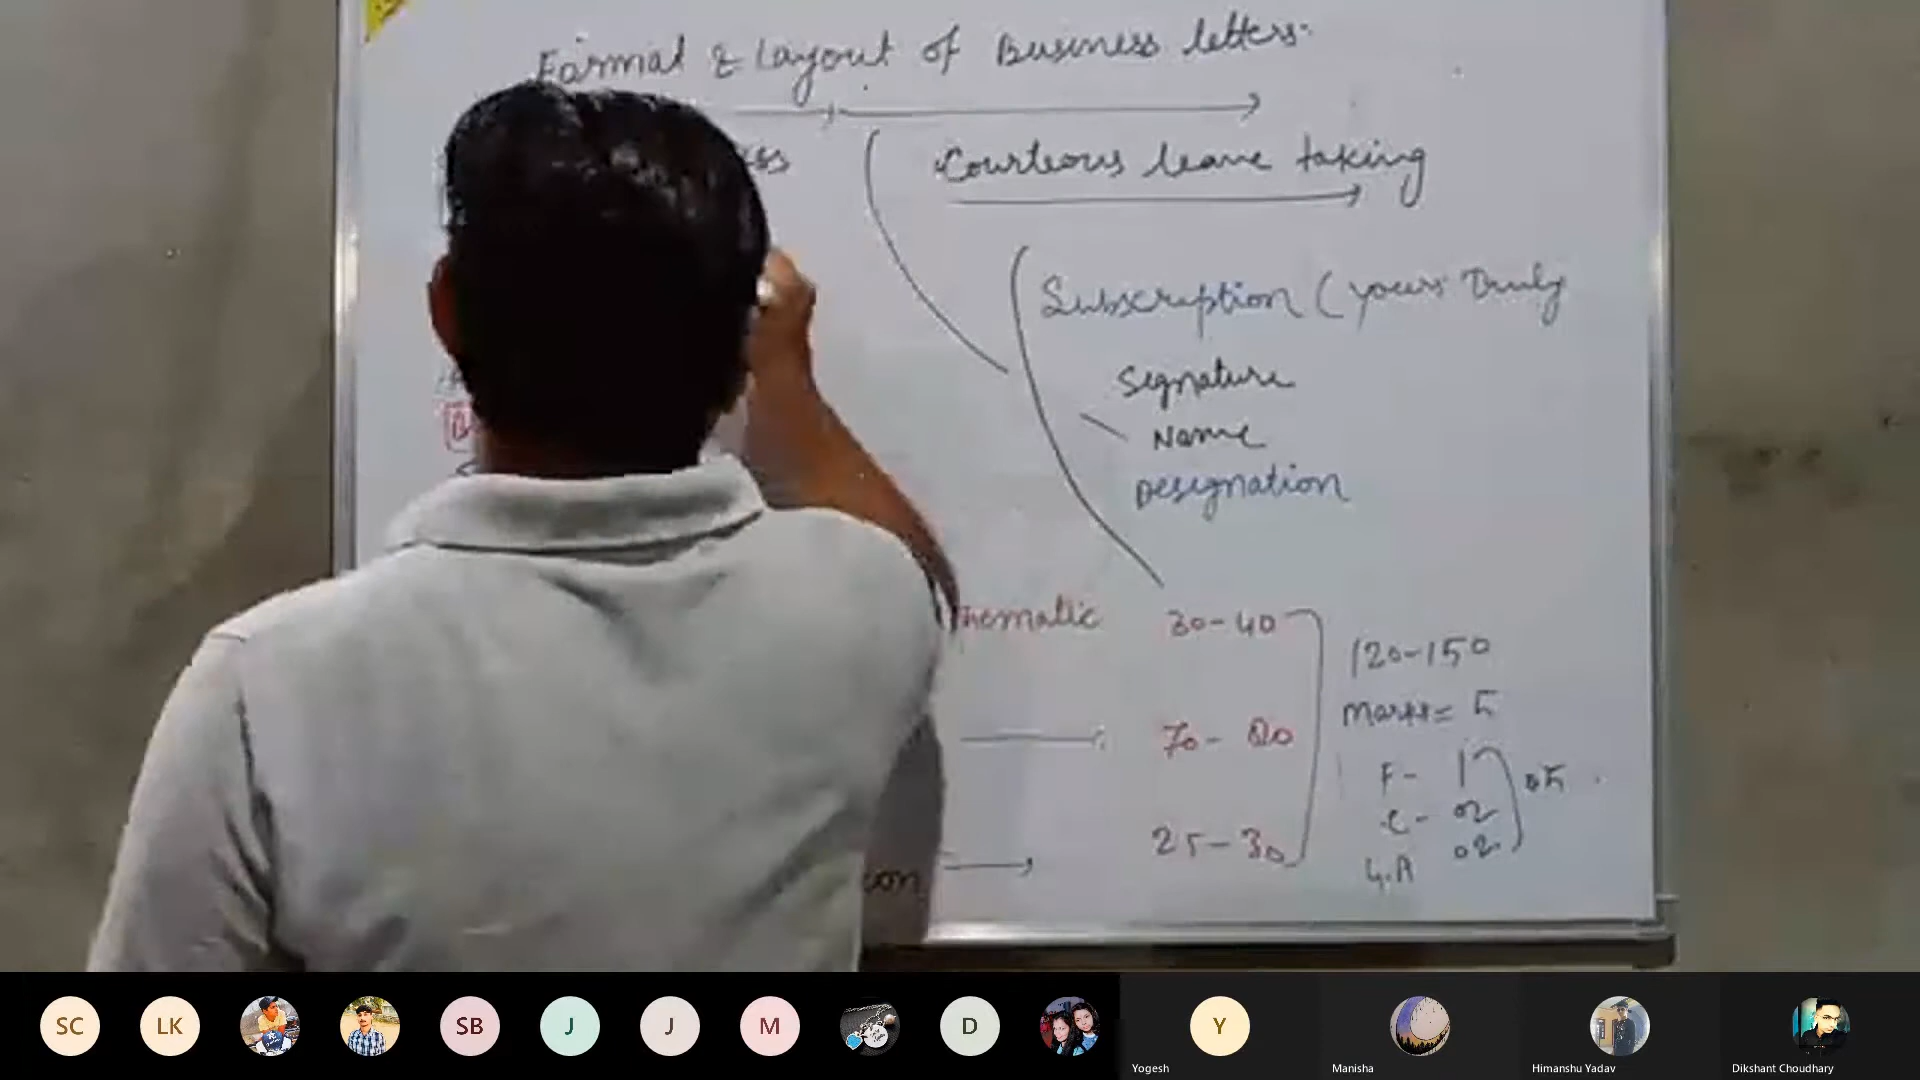 Format & Layout of Business letters.
Courteous leave taking
Subscription (yours Truly
Signature
Name
Designation
Thematic 30-40
120-150
Marks = 5
70-80
F- 1
05
C- 02
25-30
G.A 02
SC
LK
SB
J
J
M
D
Y
Yogesh
Manisha
Himanshu Yadav
Dikshant Choudhary